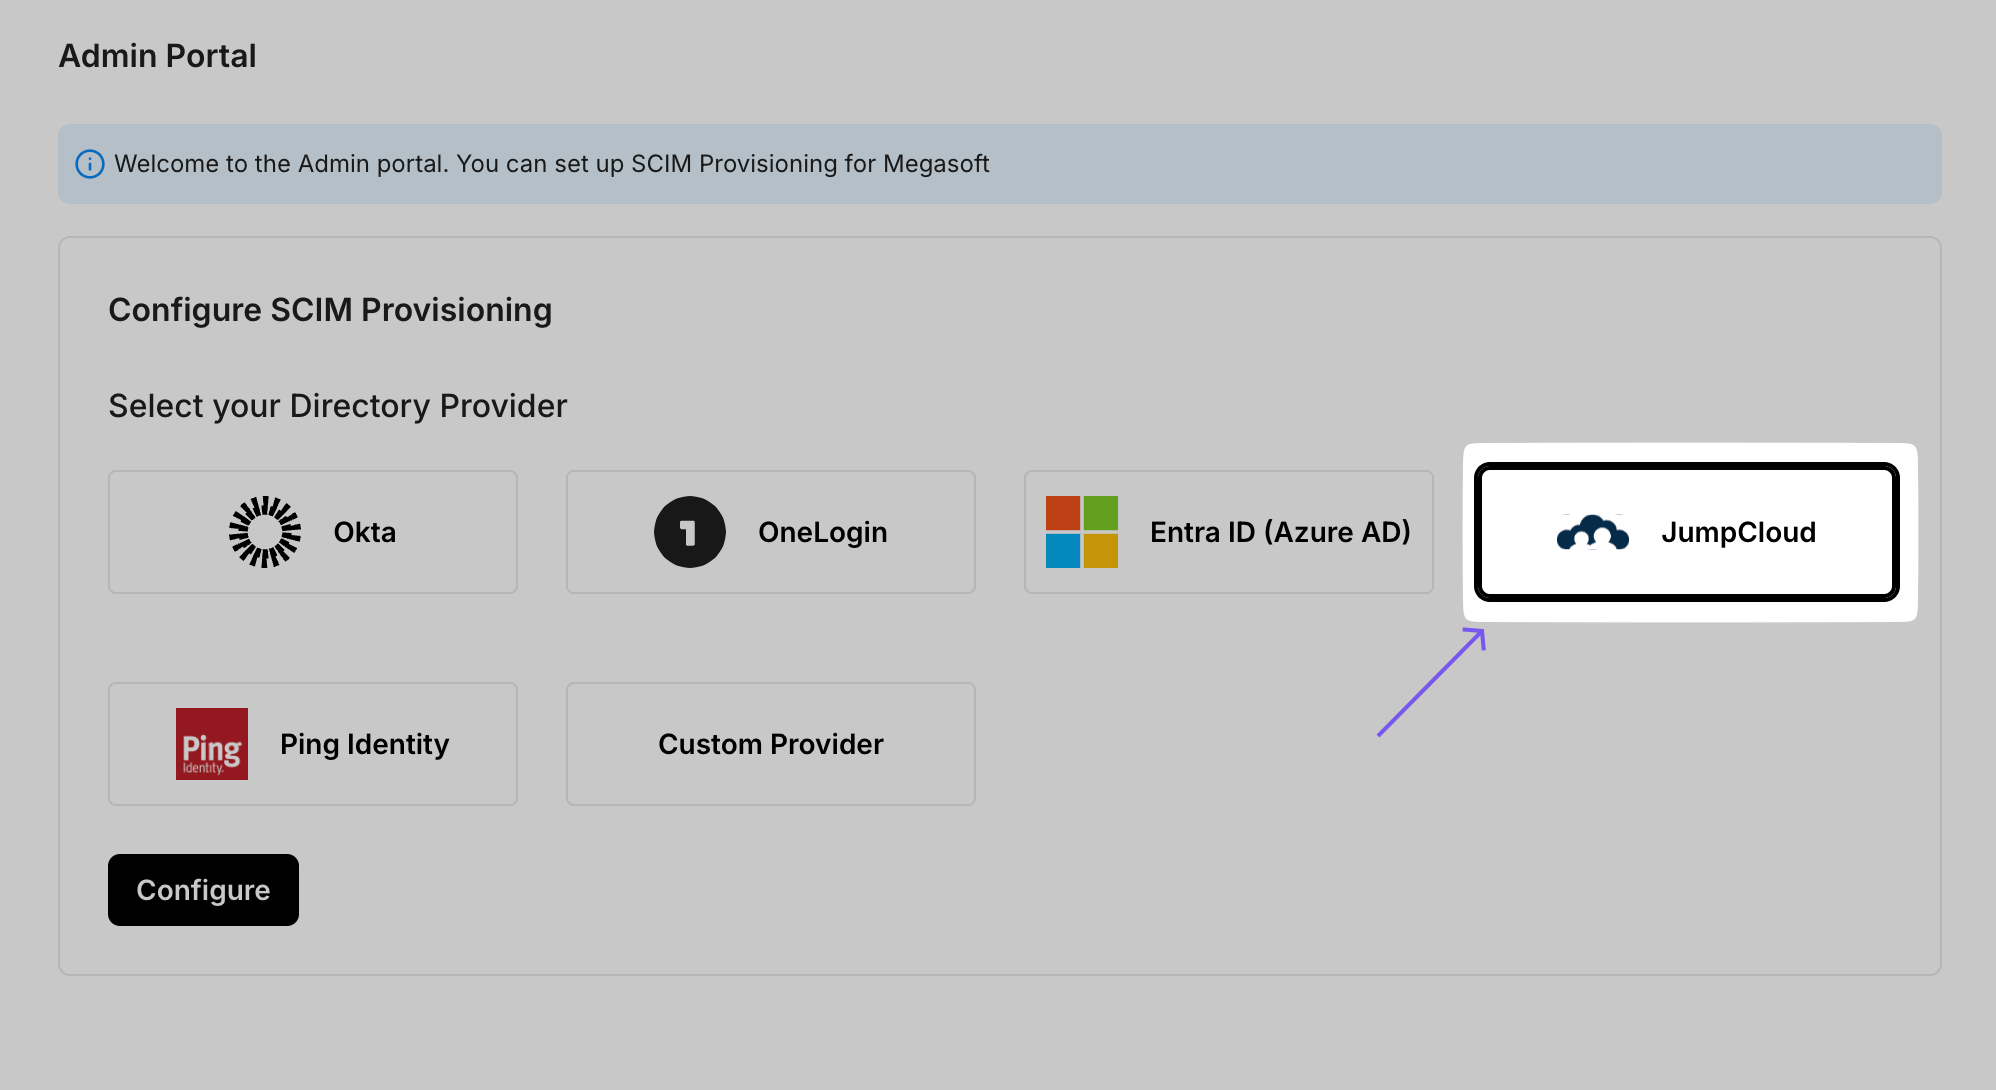 Admin Portal
Welcome to the Admin portal. You can set up SCIM Provisioning for Megasoft
Configure SCIM Provisioning
Select your Directory Provider
Okta
1 OneLogin
Entra ID (Azure AD)
JumpCloud
Ping
Identity.
Ping Identity
Custom Provider
Configure